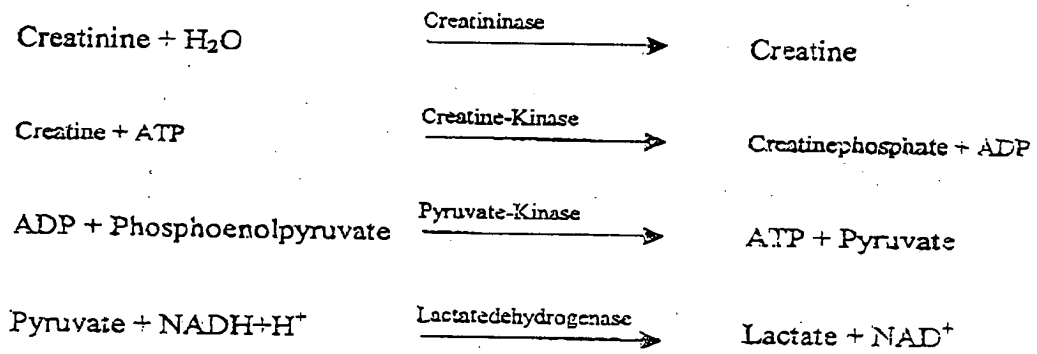 Creatininase
Creatinine + H₂O Creatine
Creatine-Kinase
Creatine + ATP Creatinephosphate + ADP
Pyruvate-Kinase
ADP + Phosphoenolpyruvate ATP + Pyruvate
Lactatedehydrogenase
Pyruvate + NADH+H⁺ Lactate + NAD⁺